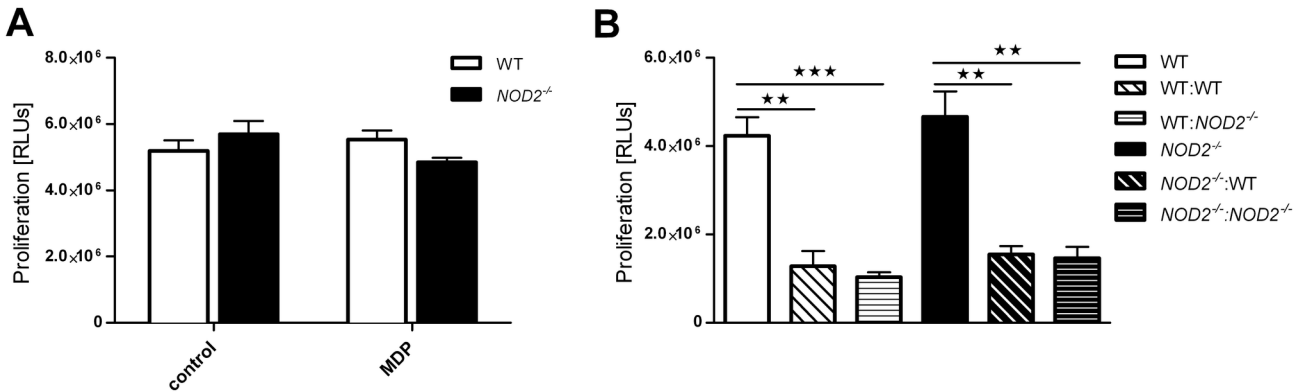 A
Proliferation [RLUs]
8.0×10⁶
6.0×10⁶
4.0×10⁶
2.0×10⁶
0
control
MDP
WT
NOD2⁻/⁻
B
Proliferation [RLUs]
6.0×10⁶
4.0×10⁶
2.0×10⁶
0
★★
★★★
★★
★★
WT
WT:WT
WT:NOD2⁻/⁻
NOD2⁻/⁻
NOD2⁻/⁻:WT
NOD2⁻/⁻:NOD2⁻/⁻